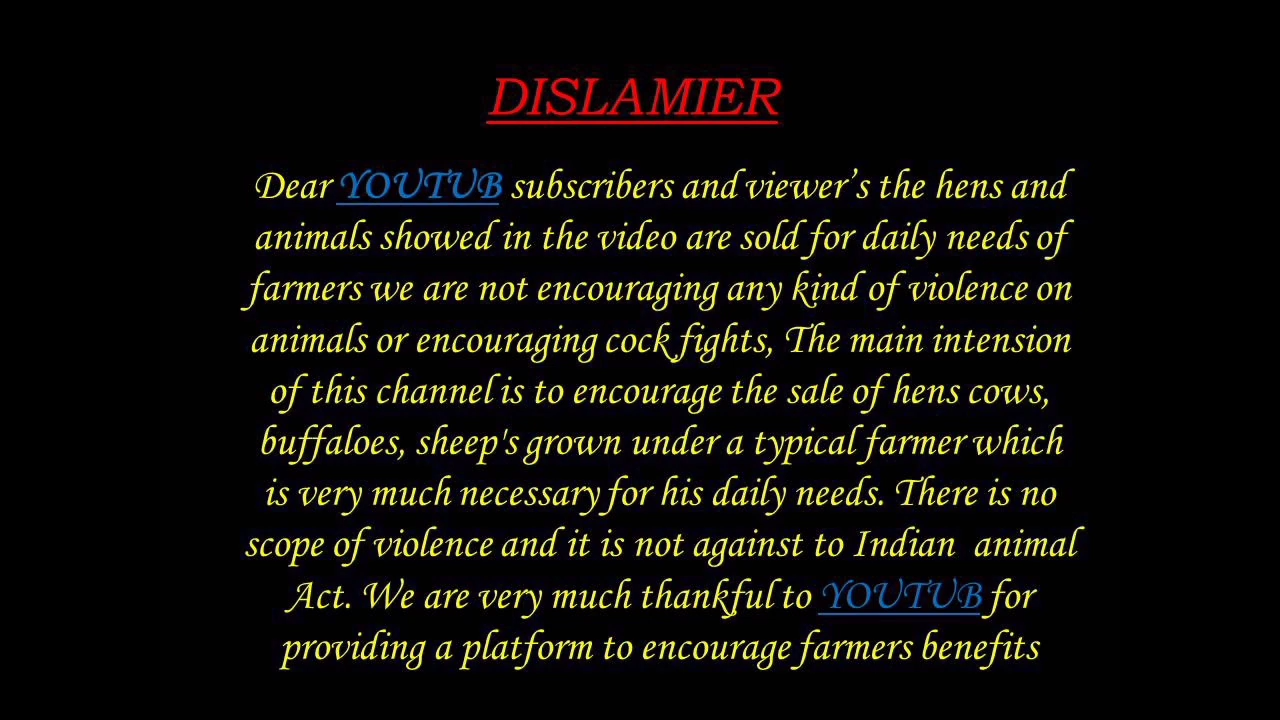 DISLAMIER
Dear YOUTUB subscribers and viewer’s the hens and
animals showed in the video are sold for daily needs of
farmers we are not encouraging any kind of violence on
animals or encouraging cock fights, The main intension
of this channel is to encourage the sale of hens cows,
buffaloes, sheep's grown under a typical farmer which
is very much necessary for his daily needs. There is no
scope of violence and it is not against to Indian  animal
Act. We are very much thankful to YOUTUB for
providing a platform to encourage farmers benefits